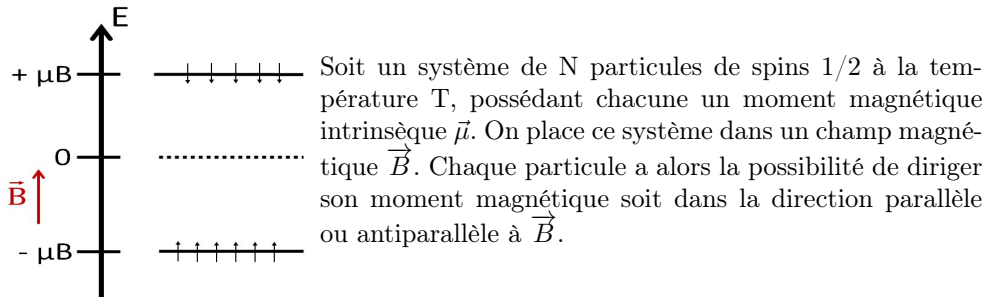 E
+ μB
0
B⃗
- μB
Soit un système de N particules de spins 1/2 à la tem-
pérature T, possédant chacune un moment magnétique
intrinsèque μ⃗. On place ce système dans un champ magné-
tique B⃗. Chaque particule a alors la possibilité de diriger
son moment magnétique soit dans la direction parallèle
ou antiparallèle à B⃗.